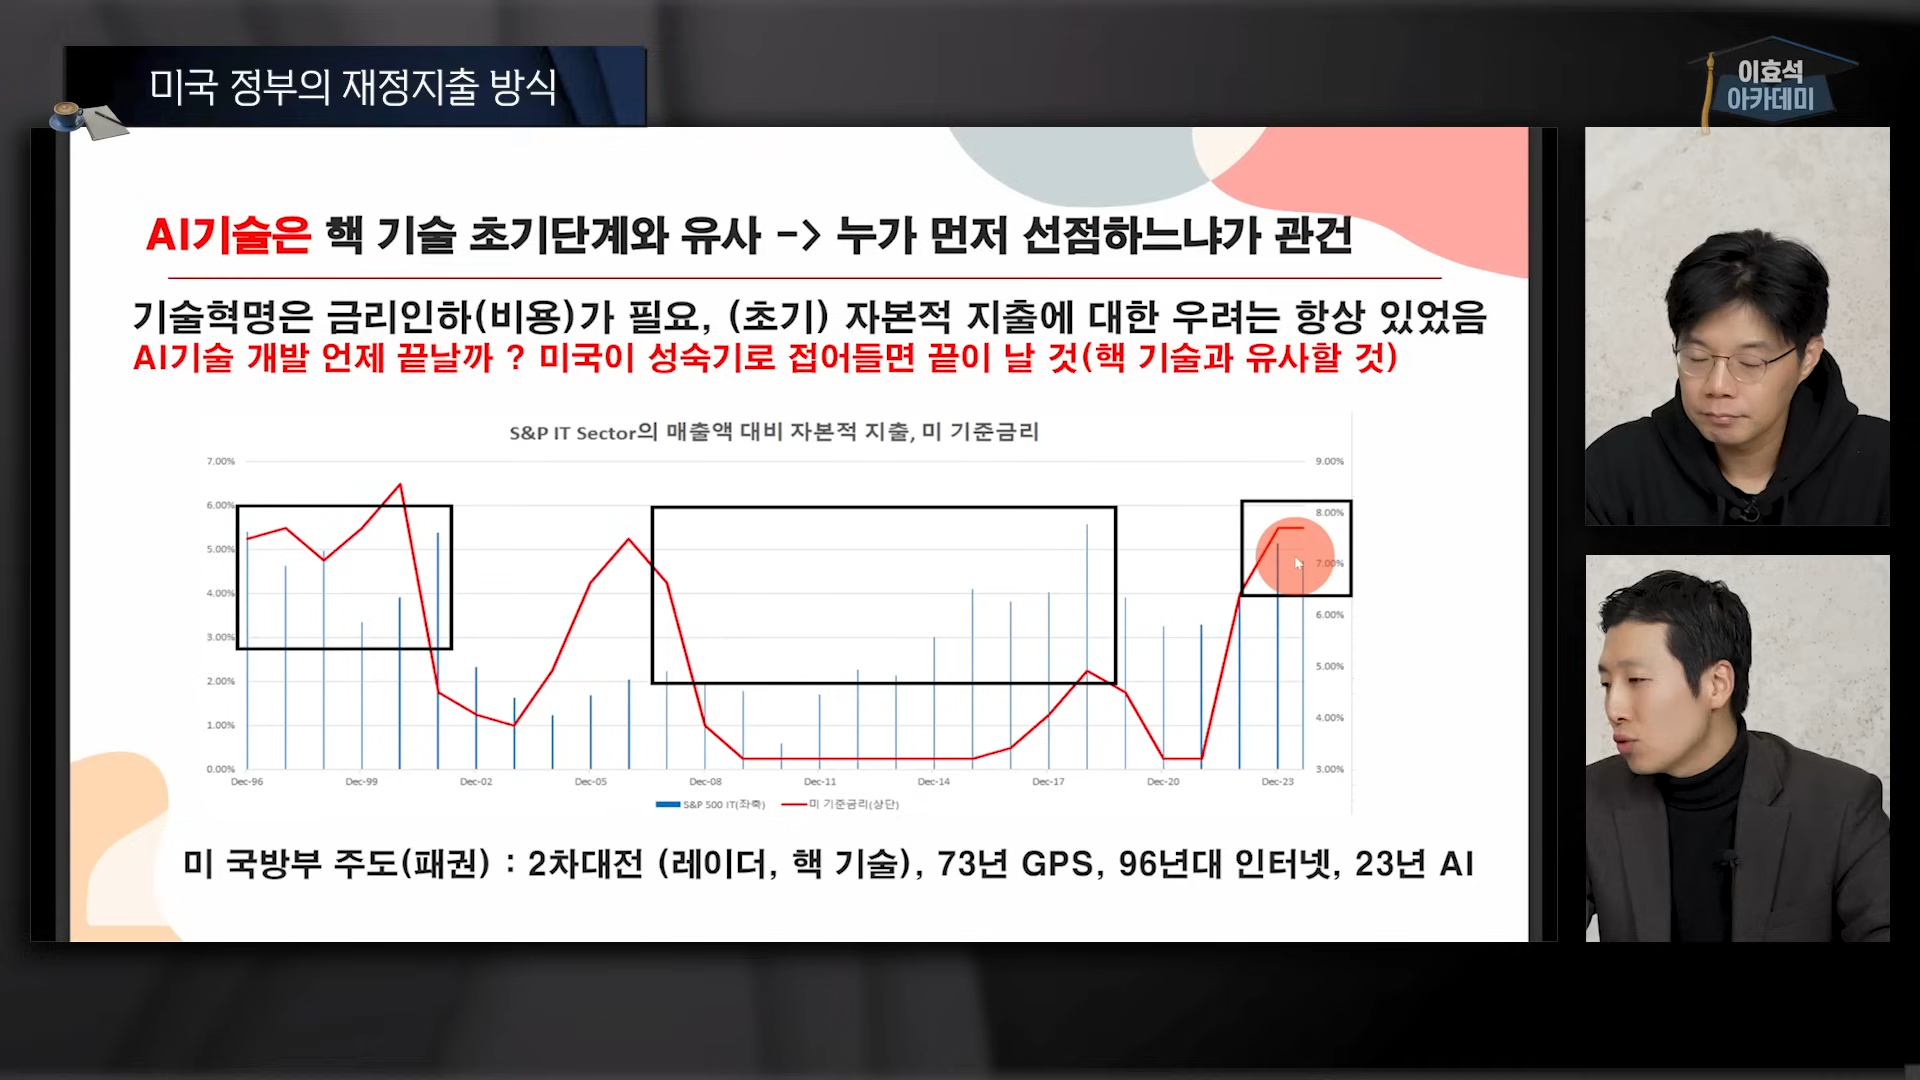 미국 정부의 재정지출 방식
이효석
아카데미
AI기술은 핵 기술 초기단계와 유사 -> 누가 먼저 선점하느냐가 관건
기술혁명은 금리인하(비용)가 필요, (초기) 자본적 지출에 대한 우려는 항상 있었음
AI기술 개발 언제 끝날까 ? 미국이 성숙기로 접어들면 끝이 날 것(핵 기술과 유사할 것)
S&P IT Sector의 매출액 대비 자본적 지출, 미 기준금리
7.00%
6.00%
5.00%
4.00%
3.00%
2.00%
1.00%
0.00%
9.00%
8.00%
7.00%
6.00%
5.00%
4.00%
3.00%
Dec-96 Dec-99 Dec-02 Dec-05 Dec-08 Dec-11 Dec-14 Dec-17 Dec-20 Dec-23
S&P 500 IT(좌측) 미 기준금리(상단)
미 국방부 주도(패권) : 2차대전 (레이더, 핵 기술), 73년 GPS, 96년대 인터넷, 23년 AI